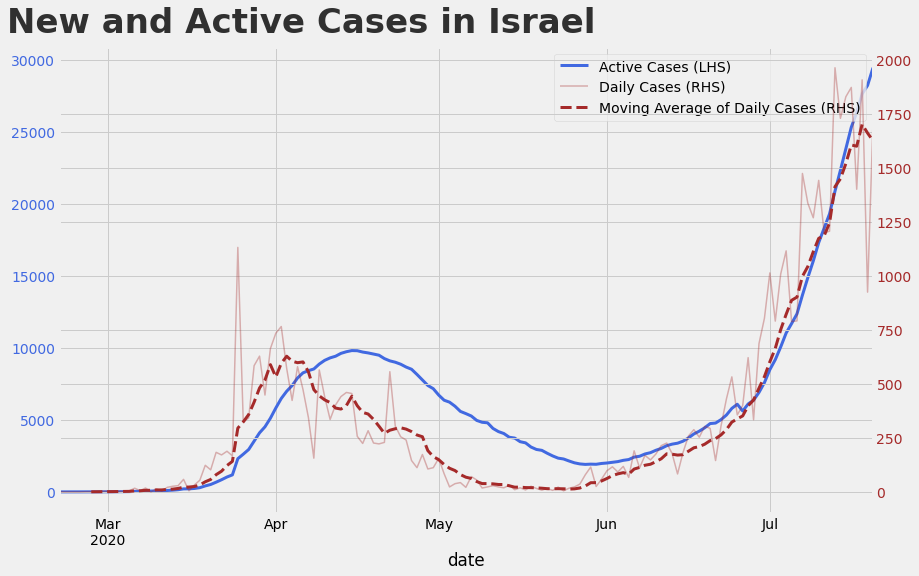 New and Active Cases in Israel
Active Cases (LHS)
Daily Cases (RHS)
Moving Average of Daily Cases (RHS)
30000
25000
20000
15000
10000
5000
0
2000
1750
1500
1250
1000
750
500
250
0
Mar
2020
Apr
May
Jun
Jul
date